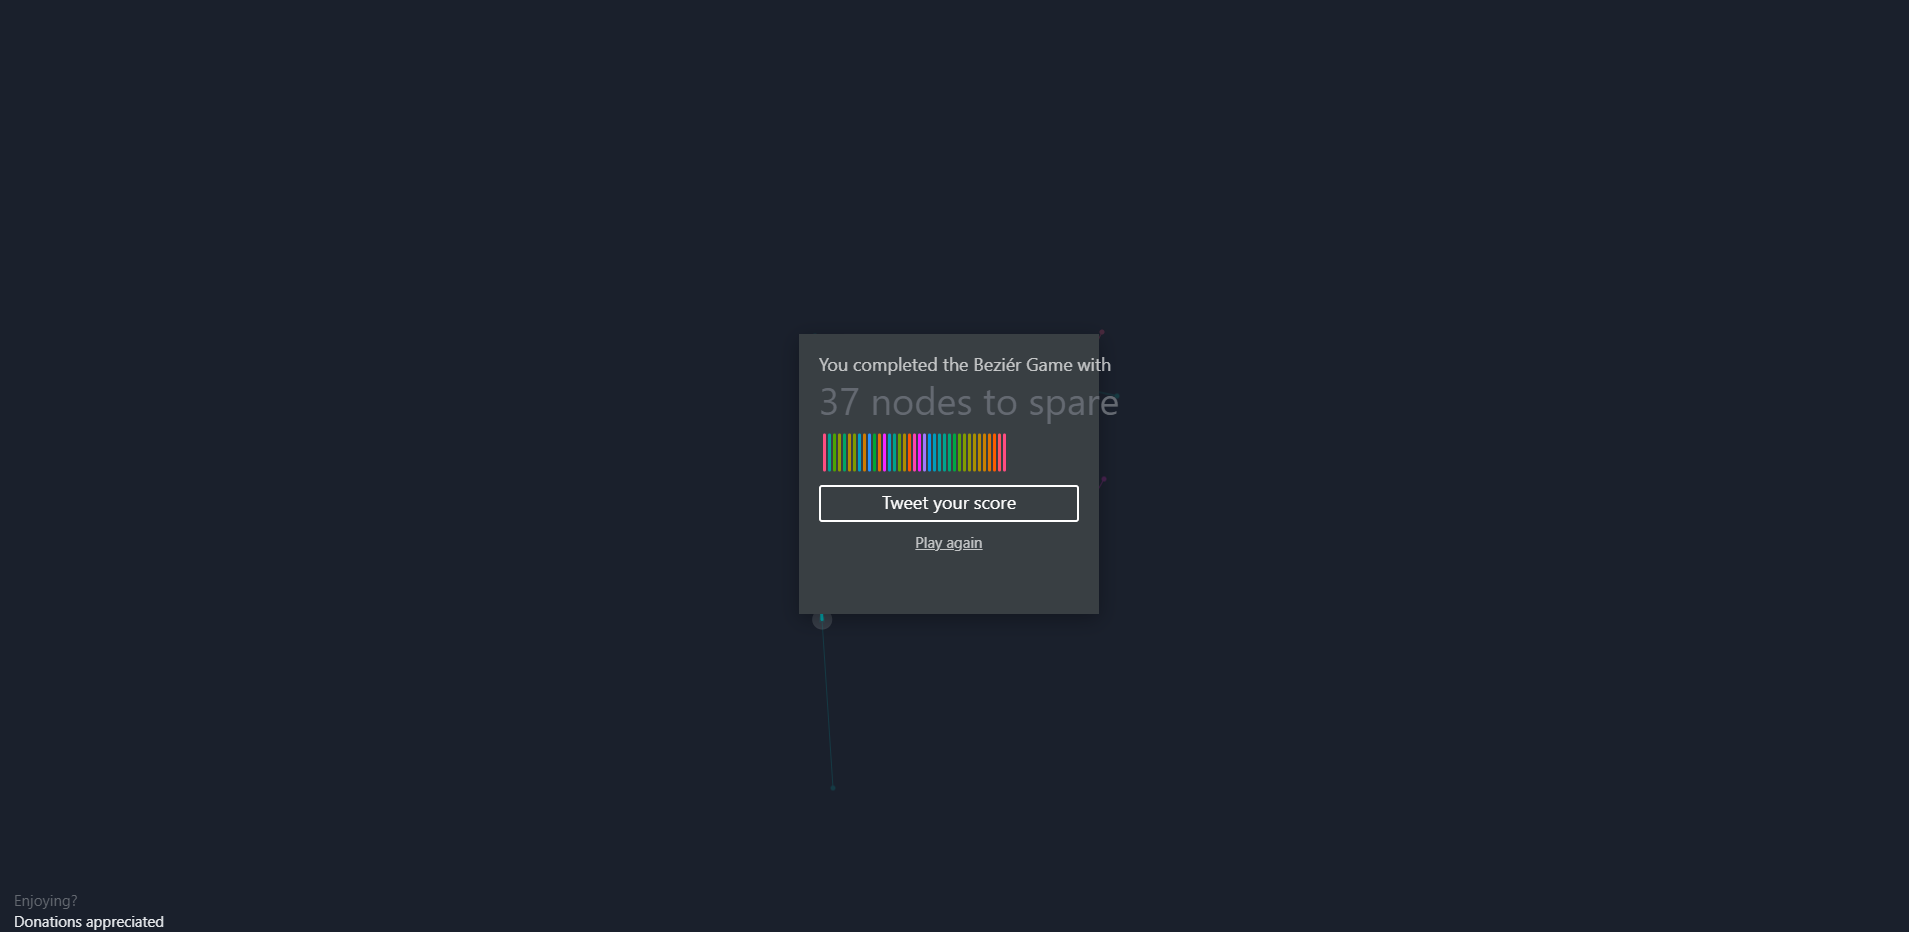 You completed the Beziér Game with
37 nodes to spare
Tweet your score
Play again
Enjoying?
Donations appreciated